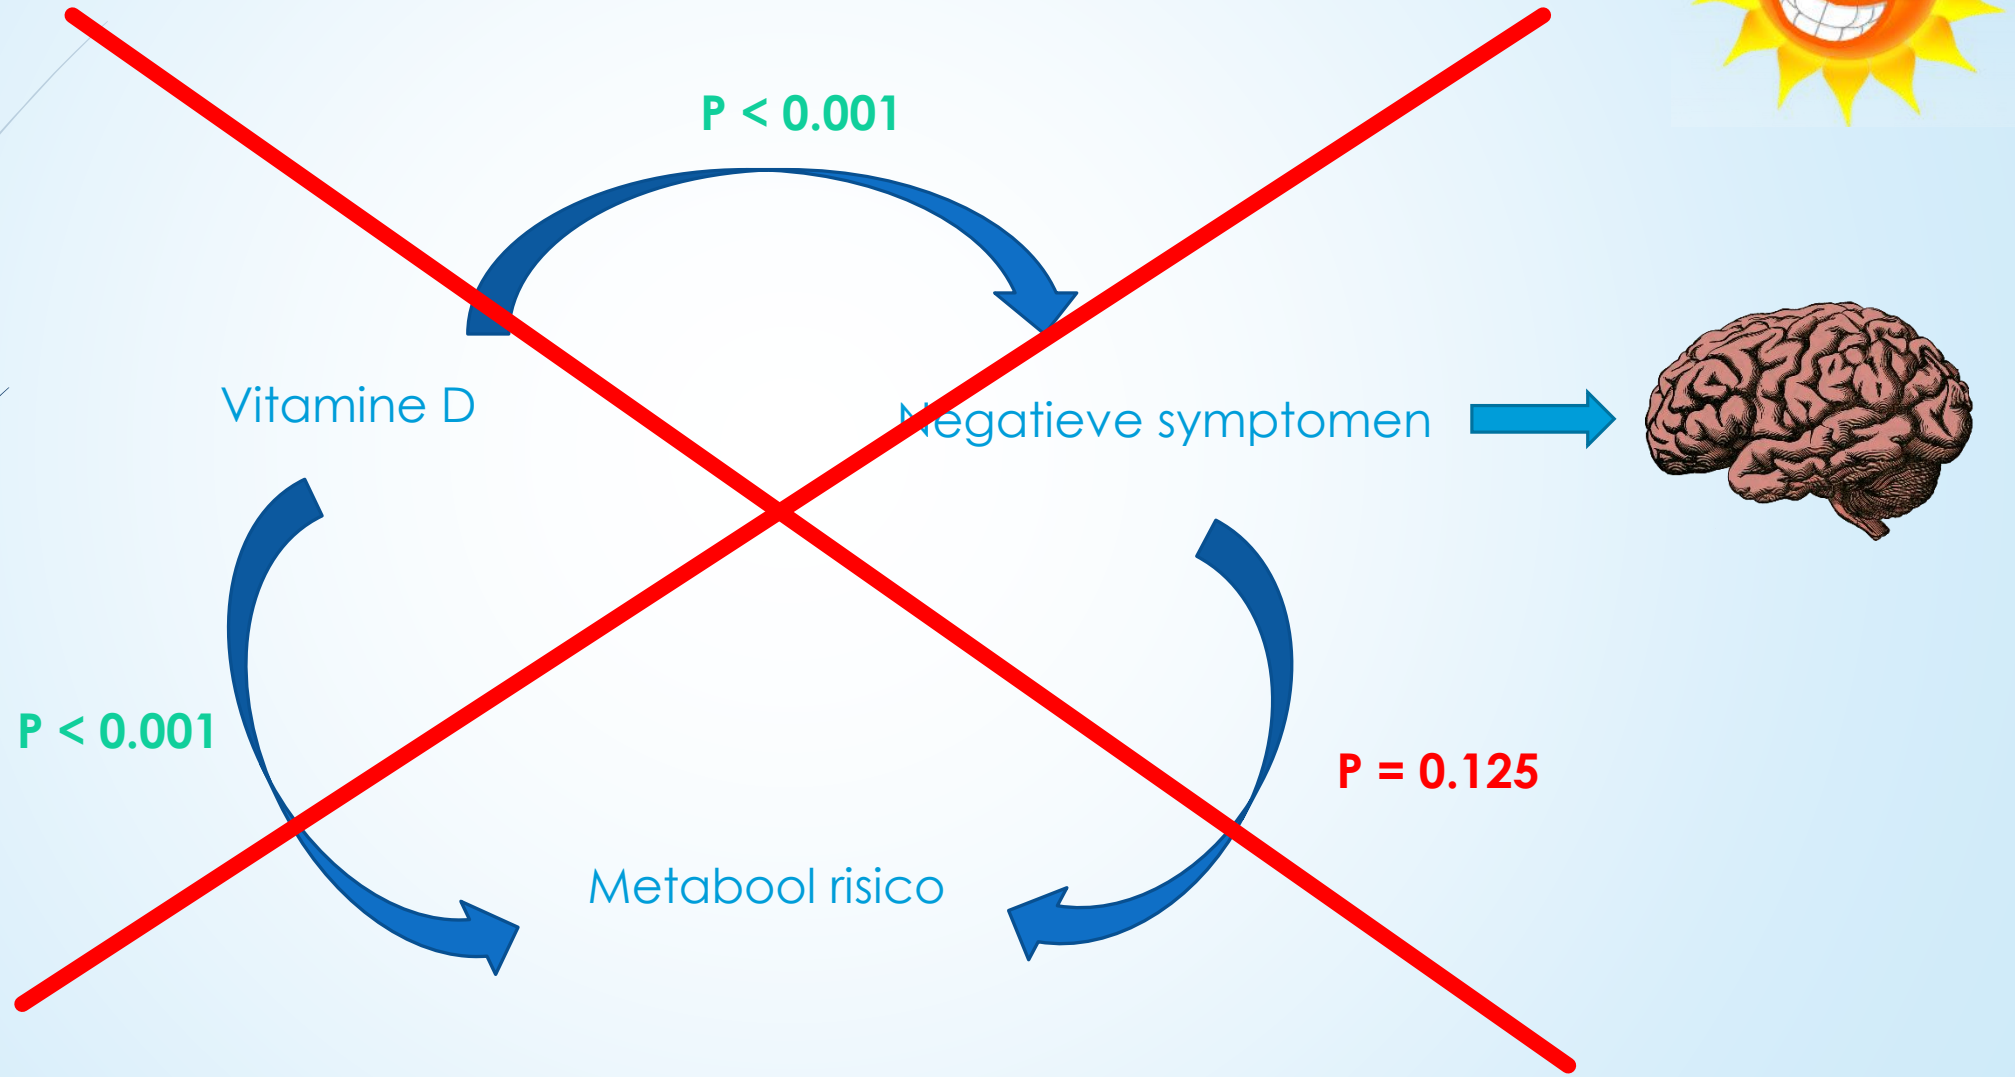 P < 0.001
Vitamine D
Negatieve symptomen
P < 0.001
P = 0.125
Metabool risico